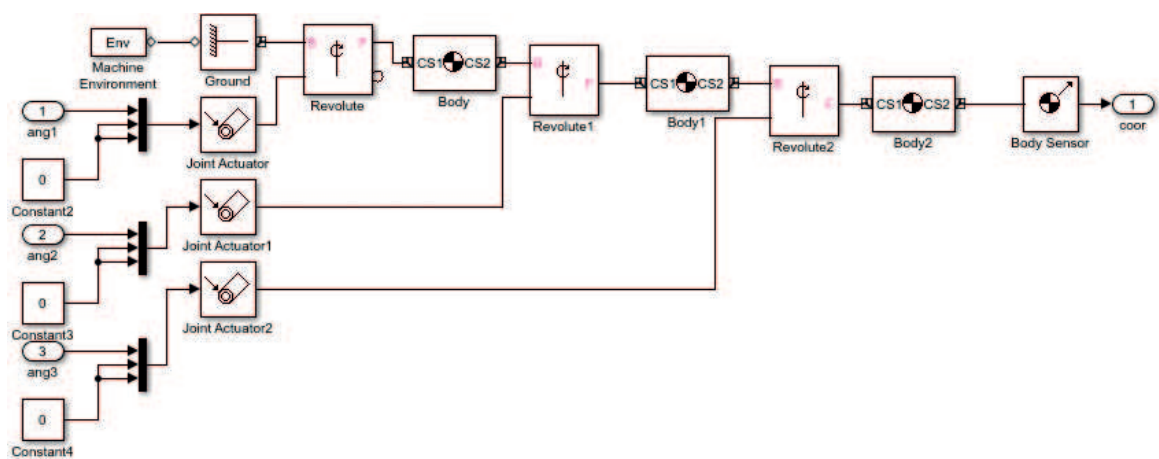 Env
Machine
Environment
Ground
B
F
Revolute
CS1
CS2
Body
B
F
Revolute1
CS1
CS2
Body1
B
F
Revolute2
CS1
CS2
Body2
Body Sensor
1
coor
1
ang1
Joint Actuator
0
Constant2
2
ang2
Joint Actuator1
0
Constant3
Joint Actuator2
3
ang3
0
Constant4